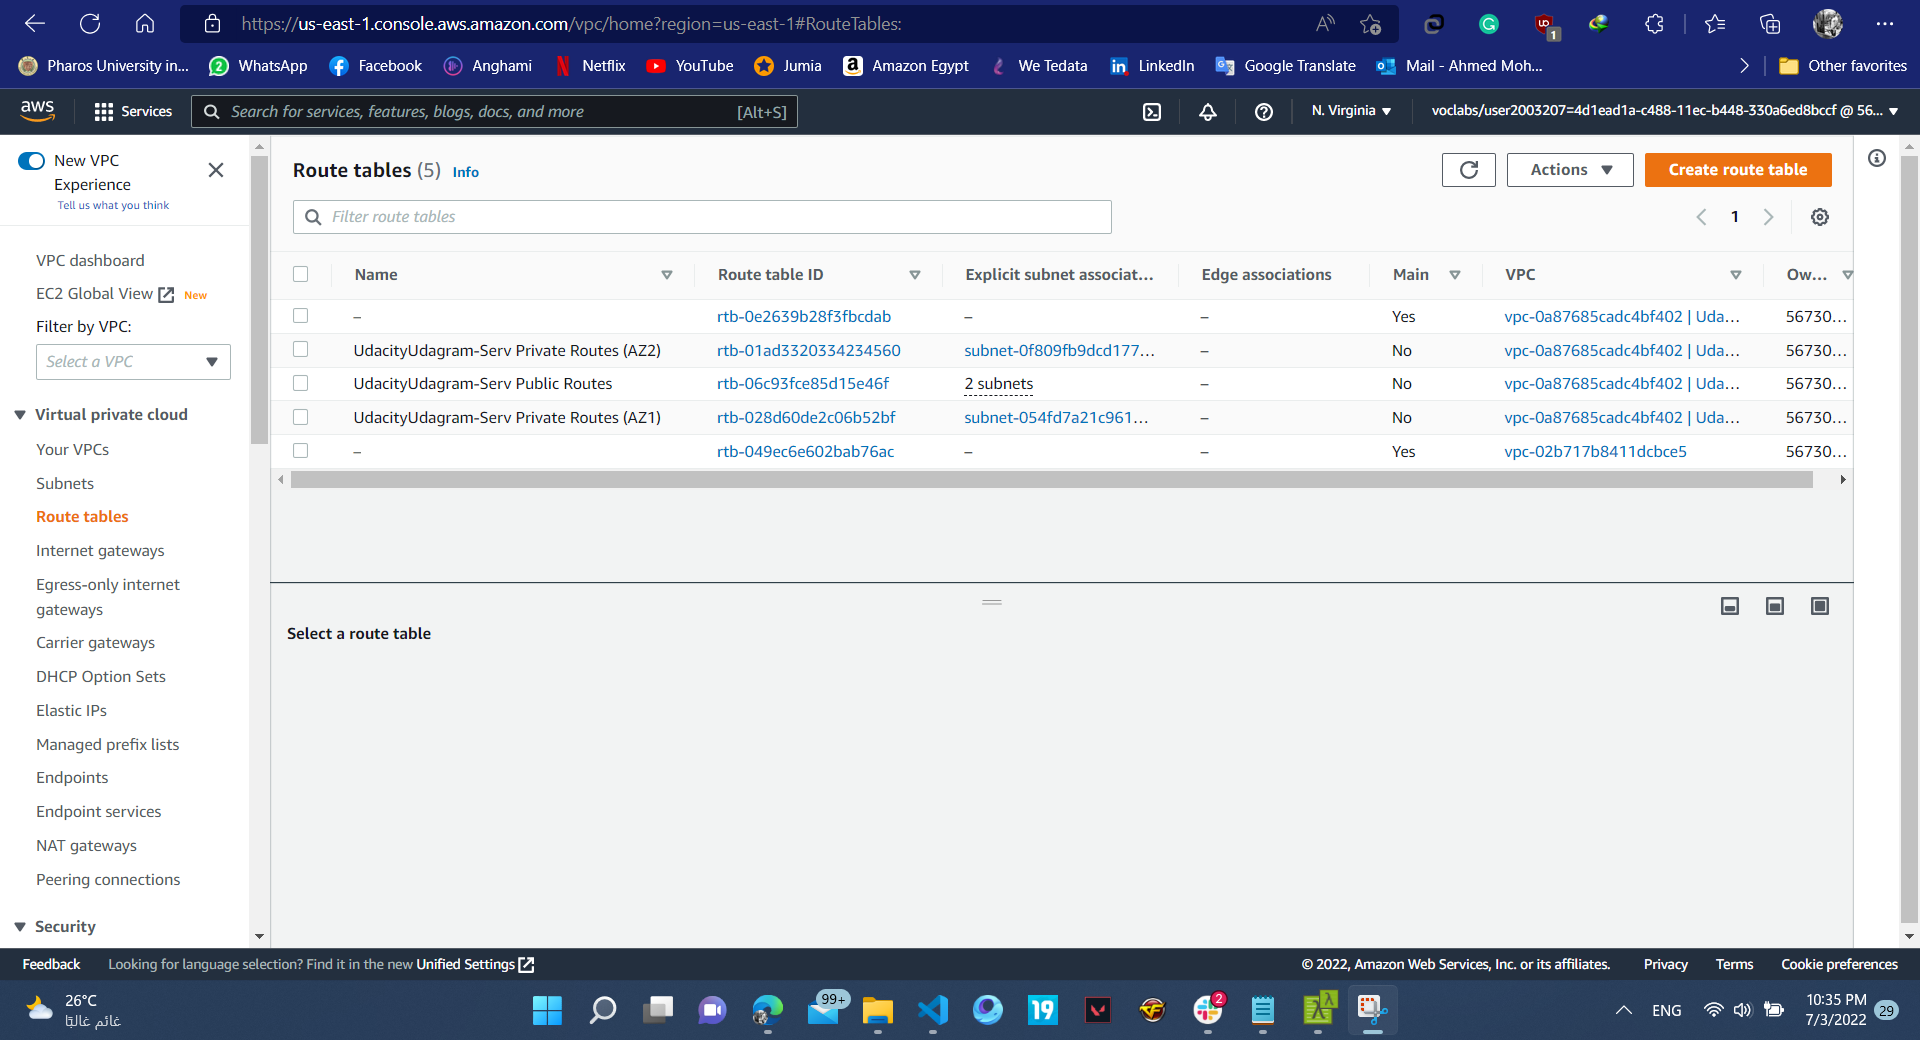 https://us-east-1.console.aws.amazon.com/vpc/home?region=us-east-1#RouteTables:
1
Pharos University in...
2
WhatsApp
Facebook
Anghami
Netflix
YouTube
Jumia
Amazon Egypt
We Tedata
LinkedIn
Google Translate
Mail - Ahmed Moh...
Other favorites
aws
Services
Search for services, features, blogs, docs, and more
[Alt+S]
N. Virginia
voclabs/user2003207=4d1ead1a-c488-11ec-b448-330a6ed8bccf @ 56...
New VPC
Experience
Tell us what you think
VPC dashboard
EC2 Global View New
Filter by VPC:
Select a VPC
Virtual private cloud
Your VPCs
Subnets
Route tables
Internet gateways
Egress-only internet
gateways
Carrier gateways
DHCP Option Sets
Elastic IPs
Managed prefix lists
Endpoints
Endpoint services
NAT gateways
Peering connections
Security
Route tables (5) Info
Actions
Create route table
Filter route tables
1
Name Route table ID Explicit subnet associat... Edge associations Main VPC Ow...
– rtb-0e2639b28f3fbcdab – – Yes vpc-0a87685cadc4bf402 | Uda... 56730...
UdacityUdagram-Serv Private Routes (AZ2) rtb-01ad3320334234560 subnet-0f809fb9dcd177... – No vpc-0a87685cadc4bf402 | Uda... 56730...
UdacityUdagram-Serv Public Routes rtb-06c93fce85d15e46f 2 subnets – No vpc-0a87685cadc4bf402 | Uda... 56730...
UdacityUdagram-Serv Private Routes (AZ1) rtb-028d60de2c06b52bf subnet-054fd7a21c961... – No vpc-0a87685cadc4bf402 | Uda... 56730...
– rtb-049ec6e602bab76ac – – Yes vpc-02b717b8411dcbce5 56730...
Select a route table
Feedback
Looking for language selection? Find it in the new Unified Settings
© 2022, Amazon Web Services, Inc. or its affiliates.
Privacy
Terms
Cookie preferences
26°C
غائم غالبًا
99+
19
2
ENG
10:35 PM
7/3/2022
29